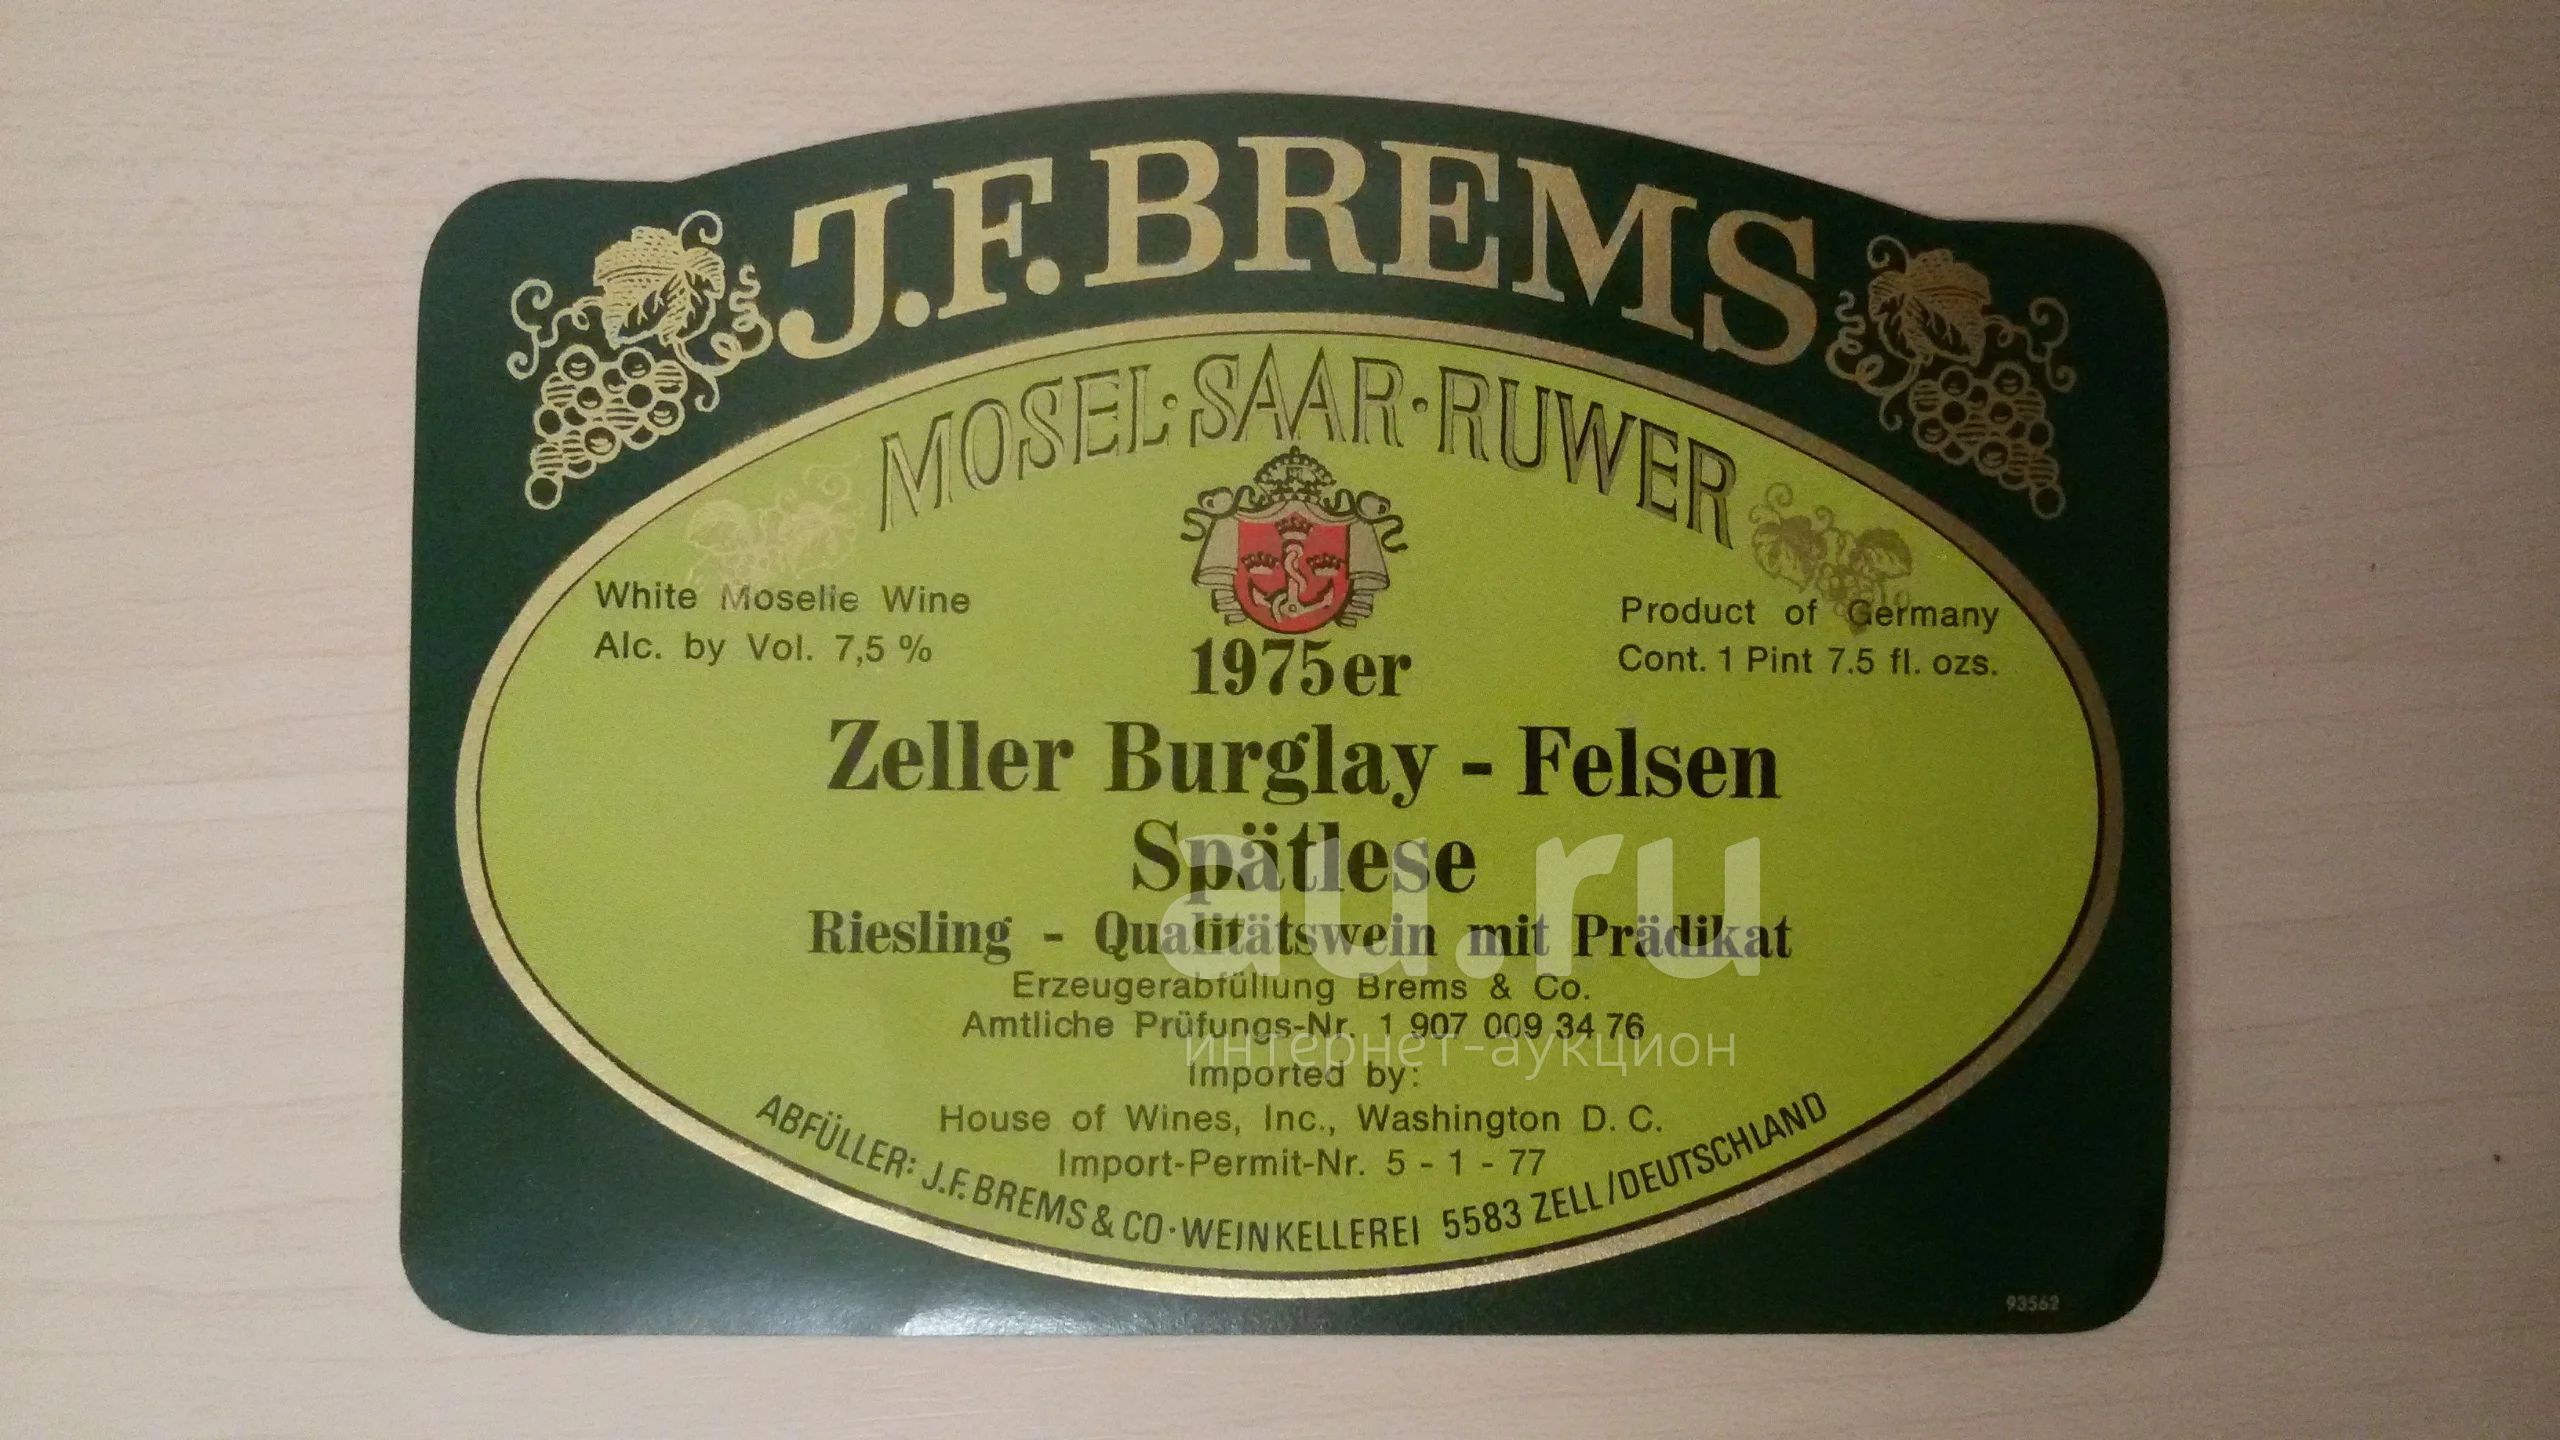 J.F. BREMS
MOSEL·SAAR·RUWER
White Moselle Wine
Alc. by Vol. 7,5 %
Product of Germany
Cont. 1 Pint 7.5 fl. ozs.
1975er
Zeller Burglay - Felsen
Spätlese
Riesling - Qualitätswein mit Prädikat
Erzeugerabfüllung Brems & Co.
Amtliche Prüfungs-Nr. 1 907 009 34 76
Imported by:
House of Wines, Inc., Washington D. C.
Import-Permit-Nr. 5 - 1 - 77
ABFÜLLER: J.F. BREMS & CO · WEINKELLEREI 5583 ZELL/DEUTSCHLAND
93562
au.ru
интернет-аукцион